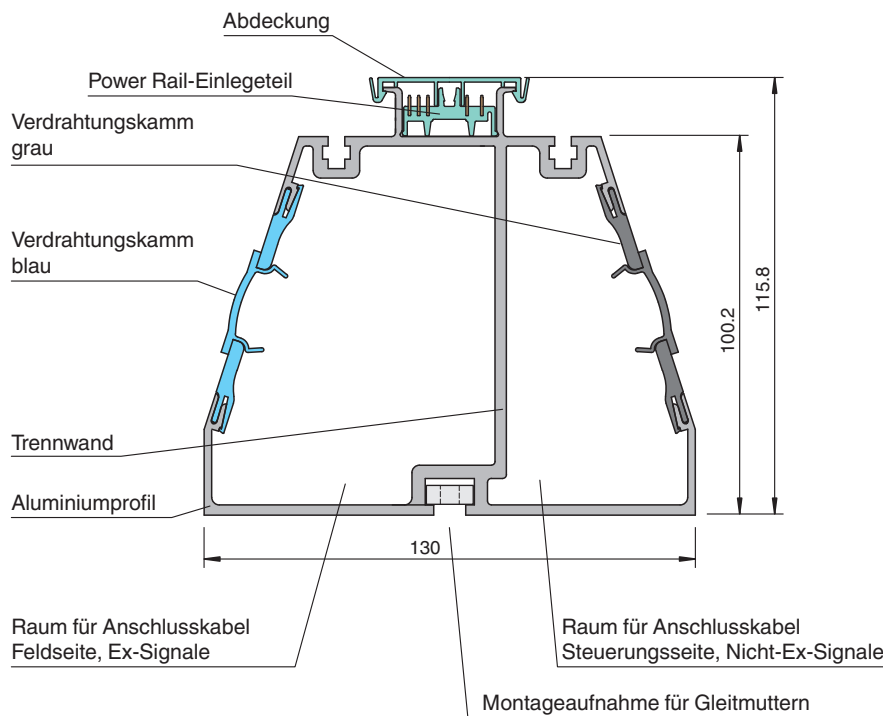 Abdeckung
Power Rail-Einlegeteil
Verdrahtungskamm
grau
Verdrahtungskamm
blau
100.2
115.8
Trennwand
Aluminiumprofil
130
Raum für Anschlusskabel
Feldseite, Ex-Signale
Raum für Anschlusskabel
Steuerungsseite, Nicht-Ex-Signale
Montageaufnahme für Gleitmuttern